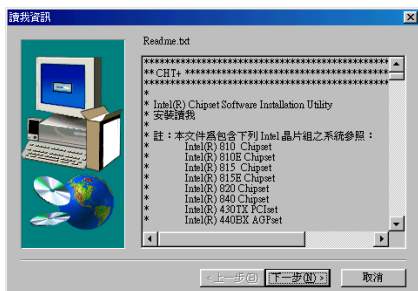 讀我資訊
Readme.txt
************************************************
** CHT+ ****************************************
************************************************
*
* Intel(R) Chipset Software Installation Utility
* 安裝讀我
*
* 註：本文件為包含下列 Intel 晶片組之系統參照：
* Intel(R) 810 Chipset
* Intel(R) 810E Chipset
* Intel(R) 815 Chipset
* Intel(R) 815E Chipset
* Intel(R) 820 Chipset
* Intel(R) 840 Chipset
* Intel(R) 430TX PCIset
* Intel(R) 440BX AGPset
<上一步(B) 下一步(N)> 取消